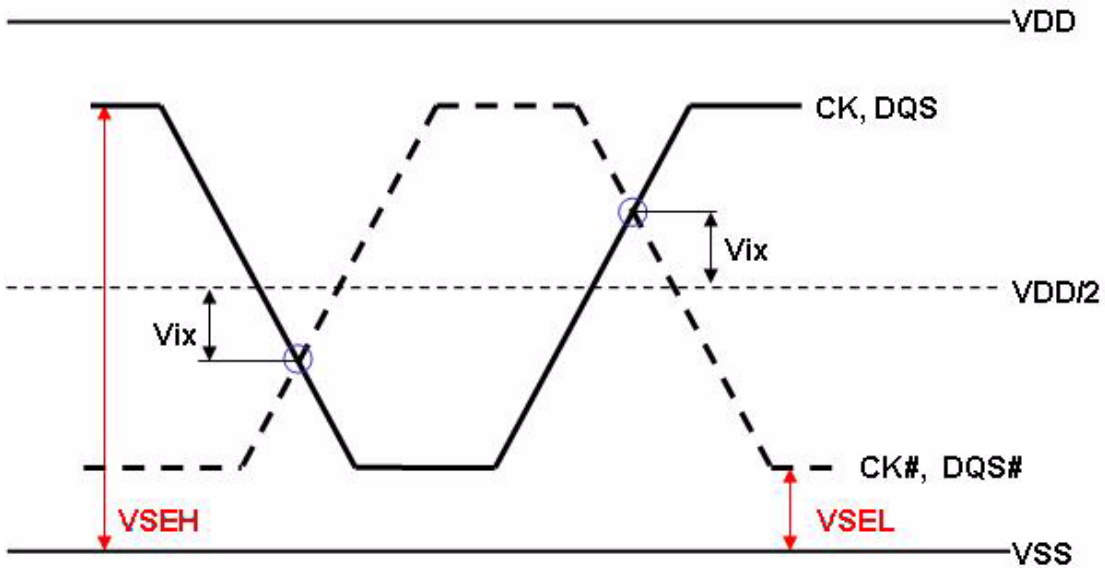 VDD
CK, DQS
Vix
VDD/2
Vix
CK#, DQS#
VSEH
VSEL
VSS